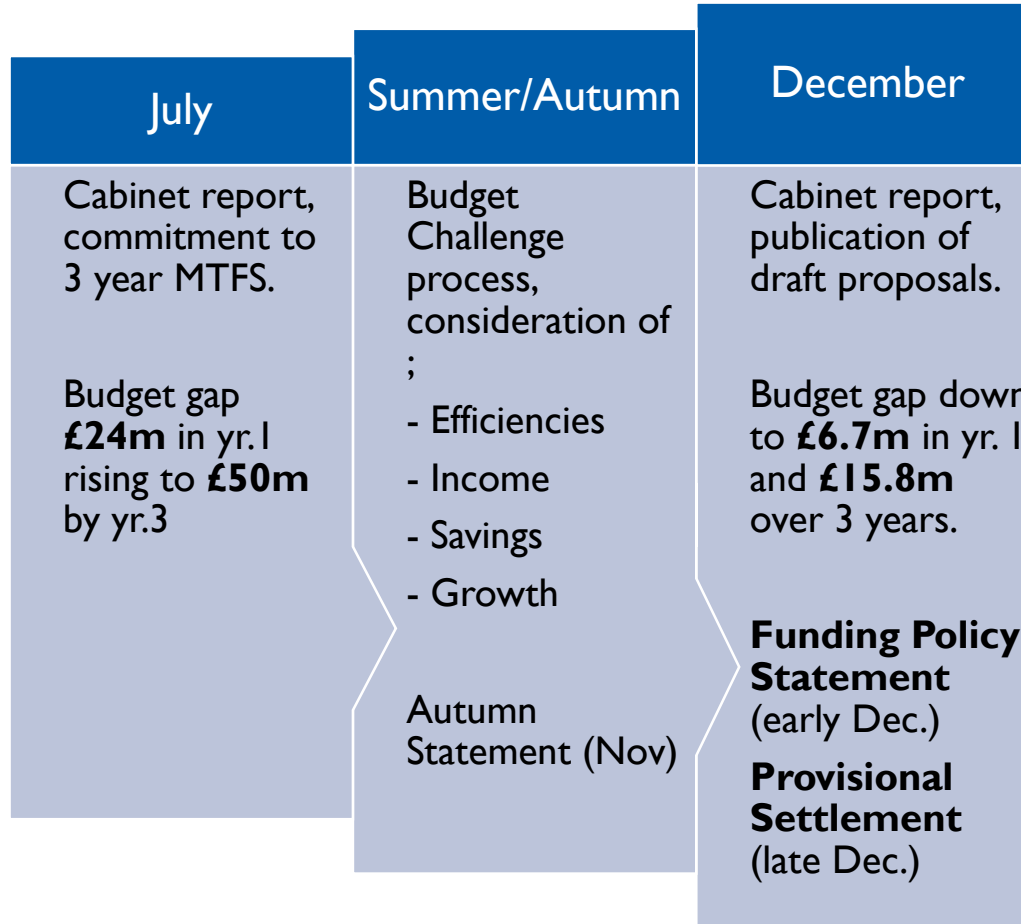 July
Cabinet report,
commitment to
3 year MTFS.
Budget gap
£24m in yr.1
rising to £50m
by yr.3
Summer/Autumn
Budget
Challenge
process,
consideration of
;
- Efficiencies
- Income
- Savings
- Growth
Autumn
Statement (Nov)
December
Cabinet report,
publication of
draft proposals.
Budget gap down
to £6.7m in yr. 1
and £15.8m
over 3 years.
Funding Policy
Statement
(early Dec.)
Provisional
Settlement
(late Dec.)